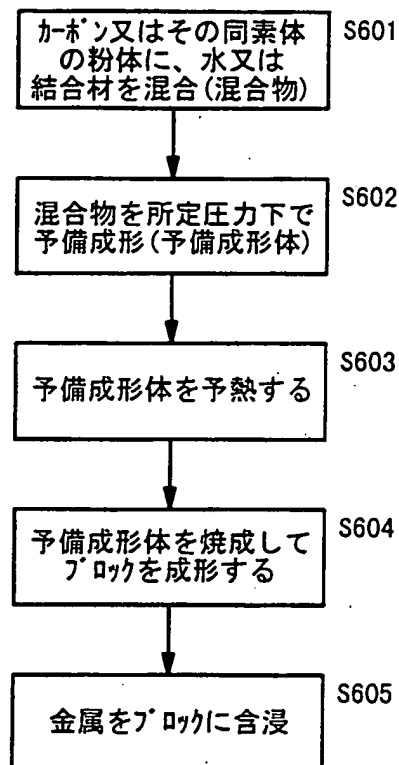 カーボン又はその同素体
の粉体に、水又は
結合材を混合(混合物)
S601
混合物を所定圧力下で
予備成形(予備成形体)
S602
予備成形体を予熱する
S603
予備成形体を焼成して
ブロックを成形する
S604
金属をブロックに含浸
S605